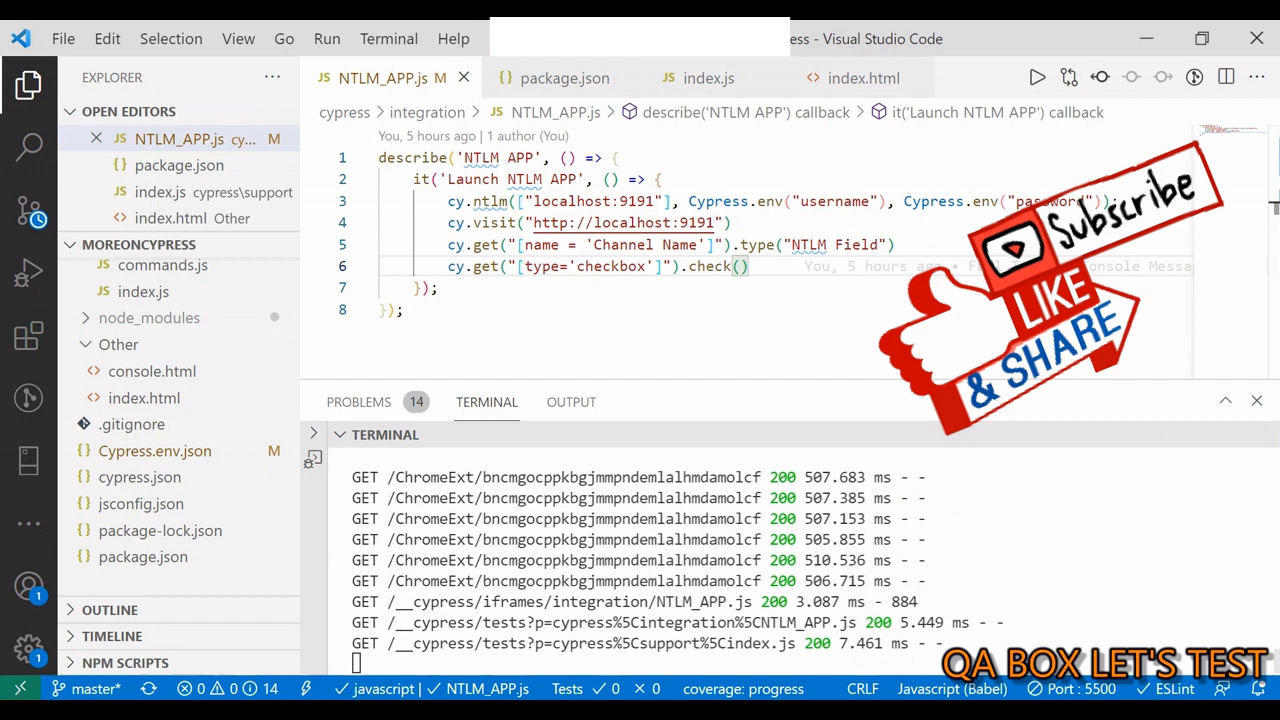 File Edit Selection View Go Run Terminal Help
ess - Visual Studio Code
EXPLORER
OPEN EDITORS
NTLM_APP.js cy... M
package.json
index.js cypress\support
index.html Other
MOREONCYPRESS
commands.js
index.js
node_modules
Other
console.html
index.html
.gitignore
Cypress.env.json M
cypress.json
jsconfig.json
package-lock.json
package.json
OUTLINE
TIMELINE
NPM SCRIPTS
1
1
NTLM_APP.js M
package.json
index.js
index.html
cypress > integration > JS NTLM_APP.js > describe('NTLM APP') callback > it('Launch NTLM APP') callback
You, 5 hours ago | 1 author (You)
1 describe('NTLM APP', () => {
2 it('Launch NTLM APP', () => {
3 cy.ntlm(["localhost:9191"], Cypress.env("username"), Cypress.env("password"));
4 cy.visit("http://localhost:9191")
5 cy.get("[name = 'Channel Name']").type("NTLM Field")
6 cy.get("[type='checkbox']").check() You, 5 hours ago •
7 });
8 });
Subscribe
LIKE
& SHARE
PROBLEMS 14 TERMINAL OUTPUT
TERMINAL
GET /ChromeExt/bncmgocppkbgjmmpndemlalhmdamolcf 200 507.683 ms - -
GET /ChromeExt/bncmgocppkbgjmmpndemlalhmdamolcf 200 507.385 ms - -
GET /ChromeExt/bncmgocppkbgjmmpndemlalhmdamolcf 200 507.153 ms - -
GET /ChromeExt/bncmgocppkbgjmmpndemlalhmdamolcf 200 505.855 ms - -
GET /ChromeExt/bncmgocppkbgjmmpndemlalhmdamolcf 200 510.536 ms - -
GET /ChromeExt/bncmgocppkbgjmmpndemlalhmdamolcf 200 506.715 ms - -
GET /__cypress/iframes/integration/NTLM_APP.js 200 3.087 ms - 884
GET /__cypress/tests?p=cypress%5Cintegration%5CNTLM_APP.js 200 5.449 ms - -
GET /__cypress/tests?p=cypress%5Csupport%5Cindex.js 200 7.461 ms - -
QA BOX LET'S TEST
master* 0 0 14 javascript | NTLM_APP.js Tests 0 0 coverage: progress CRLF Javascript (Babel) Port : 5500 ESLint